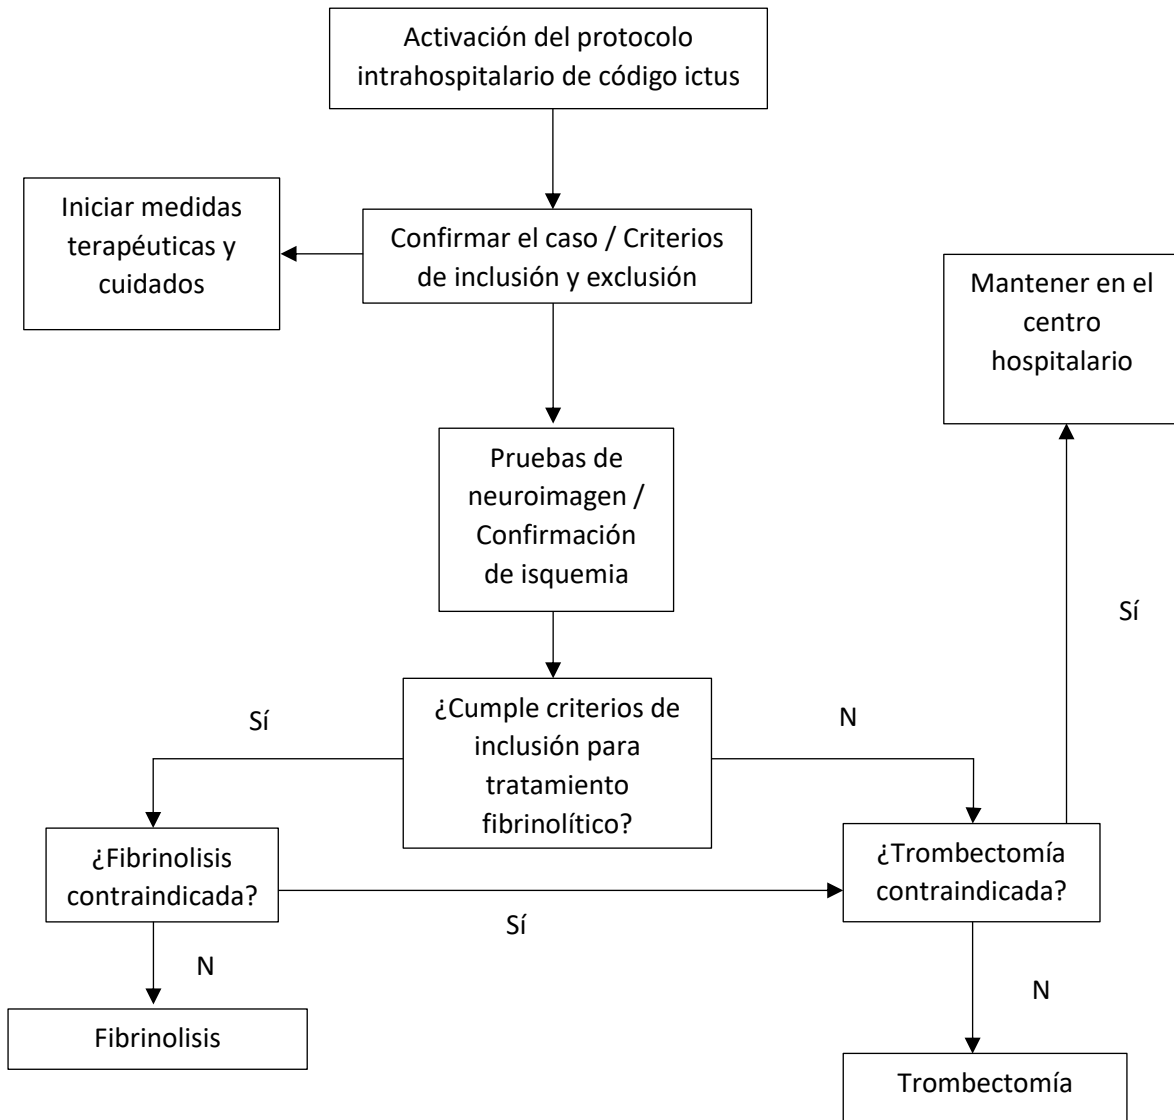 Activación del protocolo
intrahospitalario de código ictus
Iniciar medidas
terapéuticas y
cuidados
Confirmar el caso / Criterios
de inclusión y exclusión
Mantener en el
centro
hospitalario
Pruebas de
neuroimagen /
Confirmación
de isquemia
Sí
¿Cumple criterios de
inclusión para
tratamiento
fibrinolítico?
Sí
N
¿Fibrinolisis
contraindicada?
¿Trombectomía
contraindicada?
Sí
N
N
Fibrinolisis
Trombectomía